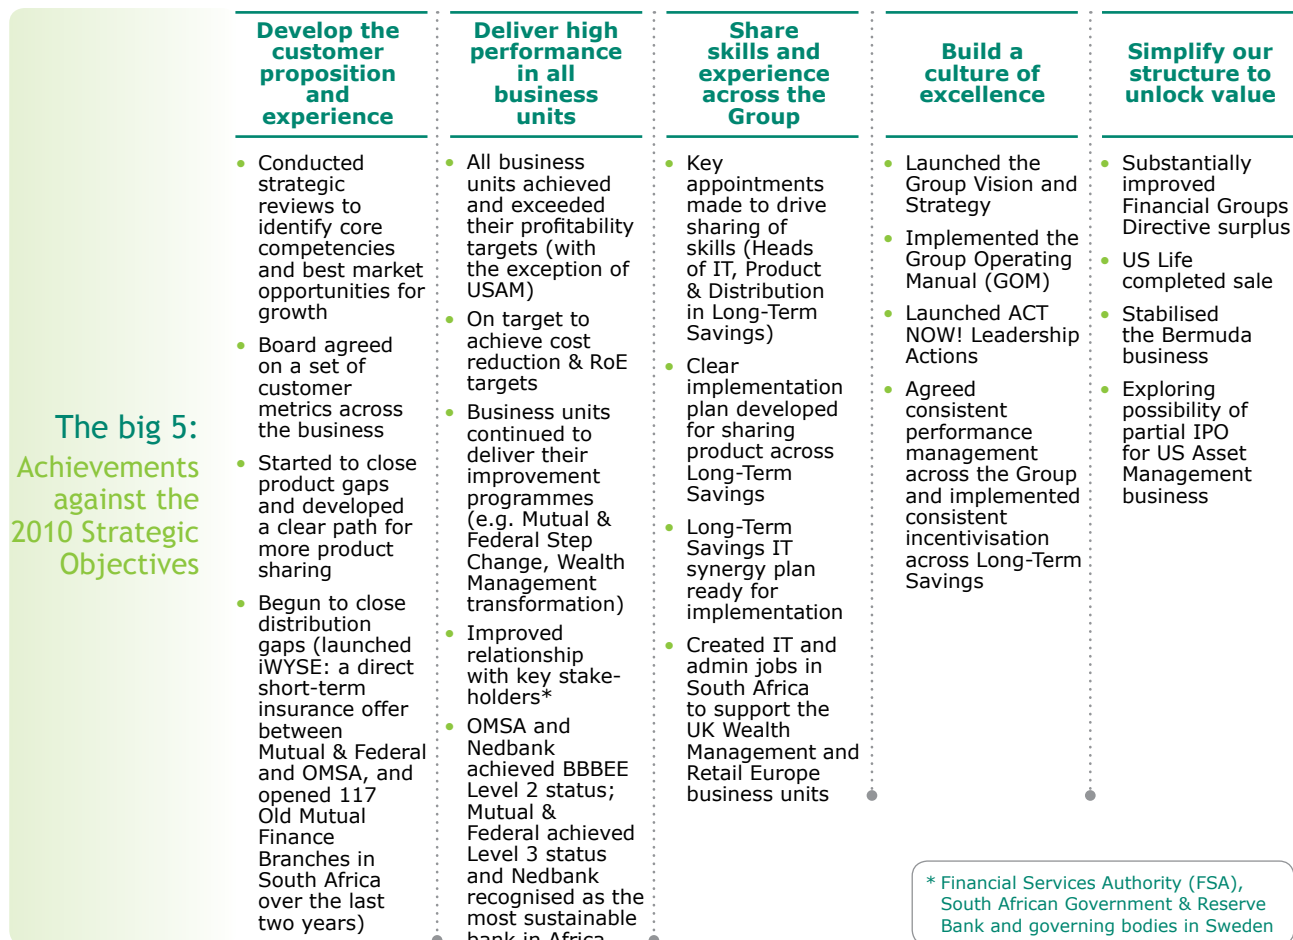 The big 5:
Achievements
against the
2010 Strategic
Objectives
Develop the
customer
proposition
and
experience
• Conducted
strategic
reviews to
identify core
competencies
and best market
opportunities for
growth
• Board agreed
on a set of
customer
metrics across
the business
• Started to close
product gaps
and developed
a clear path for
more product
sharing
• Begun to close
distribution
gaps (launched
iWYSE: a direct
short-term
insurance offer
between
Mutual & Federal
and OMSA, and
opened 117
Old Mutual
Finance
Branches in
South Africa
over the last
two years)
Deliver high
performance
in all
business
units
• All business
units achieved
and exceeded
their profitability
targets (with
the exception of
USAM)
• On target to
achieve cost
reduction & RoE
targets
• Business units
continued to
deliver their
improvement
programmes
(e.g. Mutual &
Federal Step
Change, Wealth
Management
transformation)
• Improved
relationship
with key stake-
holders*
• OMSA and
Nedbank
achieved BBBEE
Level 2 status;
Mutual &
Federal achieved
Level 3 status
and Nedbank
recognised as the
most sustainable
bank in Africa
Share
skills and
experience
across the
Group
• Key
appointments
made to drive
sharing of
skills (Heads
of IT, Product
& Distribution
in Long-Term
Savings)
• Clear
implementation
plan developed
for sharing
product across
Long-Term
Savings
• Long-Term
Savings IT
synergy plan
ready for
implementation
• Created IT and
admin jobs in
South Africa
to support the
UK Wealth
Management and
Retail Europe
business units
Build a
culture of
excellence
• Launched the
Group Vision and
Strategy
• Implemented the
Group Operating
Manual (GOM)
• Launched ACT
NOW! Leadership
Actions
• Agreed
consistent
performance
management
across the Group
and implemented
consistent
incentivisation
across Long-Term
Savings
Simplify our
structure to
unlock value
• Substantially
improved
Financial Groups
Directive surplus
• US Life
completed sale
• Stabilised
the Bermuda
business
• Exploring
possibility of
partial IPO
for US Asset
Management
business
* Financial Services Authority (FSA),
South African Government & Reserve
Bank and governing bodies in Sweden